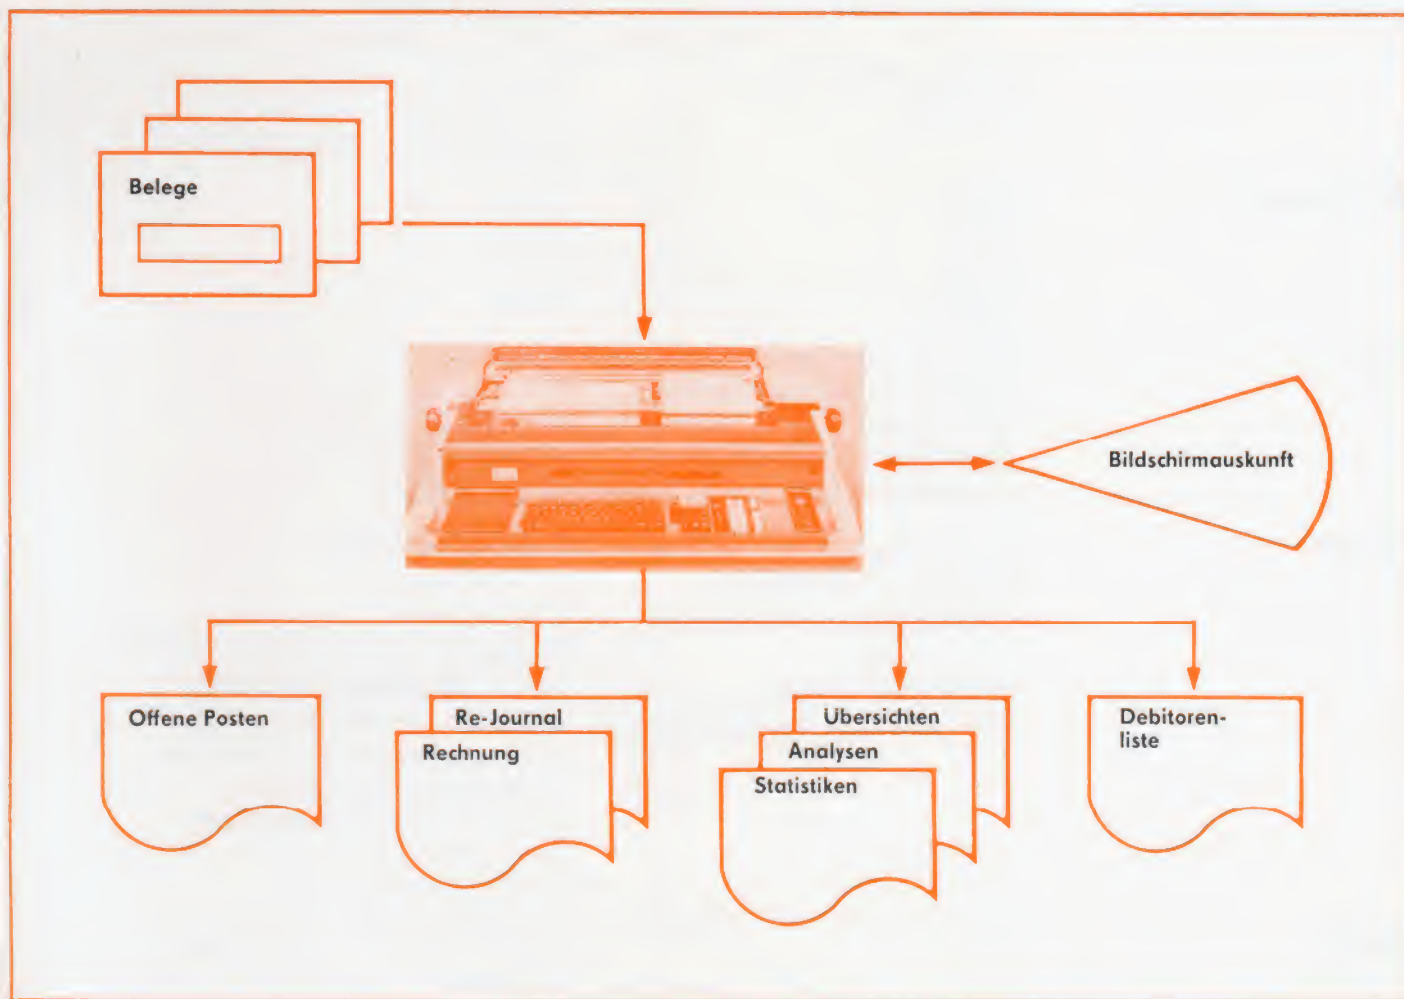 Belege
Bildschirmauskunft
Offene Posten
Re-Journal
Rechnung
Übersichten
Analysen
Statistiken
Debitoren-
liste